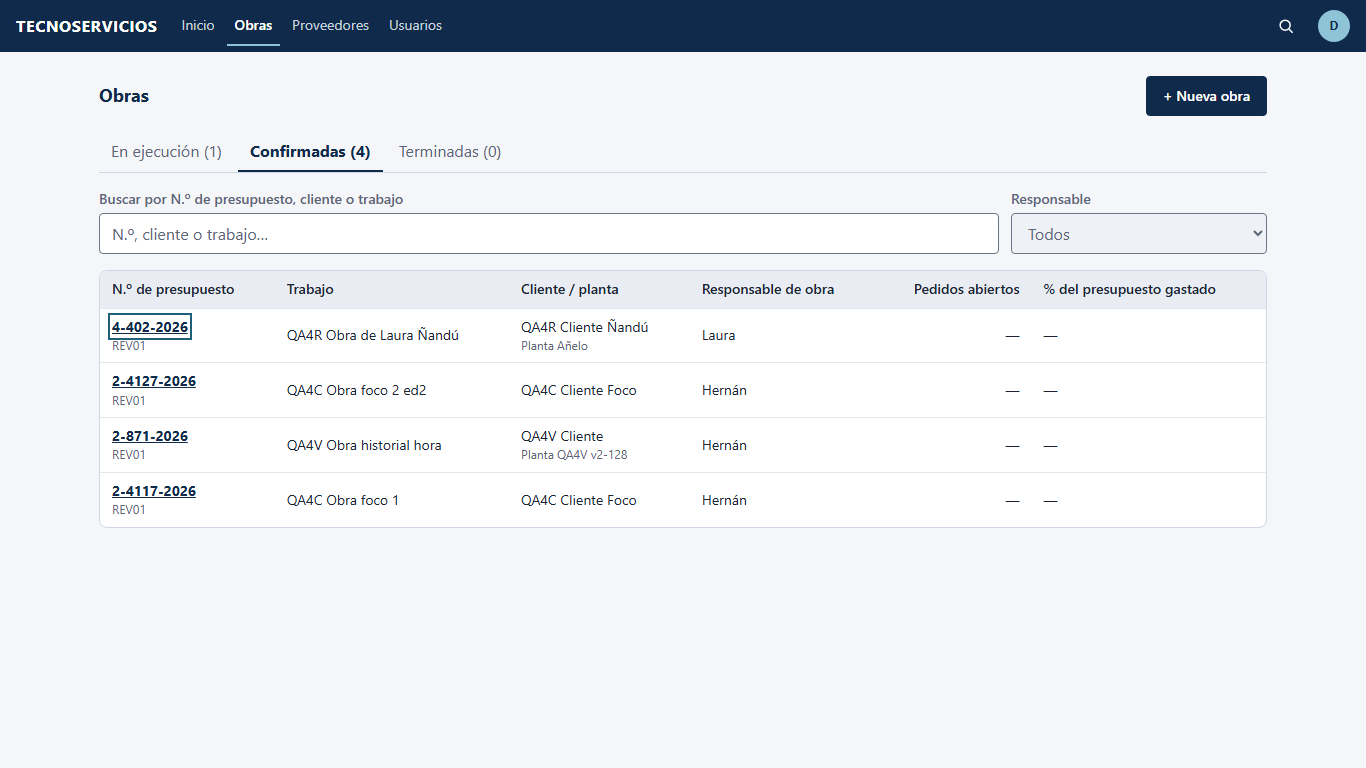 TECNOSERVICIOS Inicio Obras Proveedores Usuarios D
Obras
+ Nueva obra
En ejecución (1) Confirmadas (4) Terminadas (0)
Buscar por N.º de presupuesto, cliente o trabajo Responsable
N.º, cliente o trabajo... Todos
N.º de presupuesto Trabajo Cliente / planta Responsable de obra Pedidos abiertos % del presupuesto gastado
4-402-2026 QA4R Obra de Laura Ñandú QA4R Cliente Ñandú Laura — —
REV01 Planta Añelo
2-4127-2026 QA4C Obra foco 2 ed2 QA4C Cliente Foco Hernán — —
REV01
2-871-2026 QA4V Obra historial hora QA4V Cliente Hernán — —
REV01 Planta QA4V v2-128
2-4117-2026 QA4C Obra foco 1 QA4C Cliente Foco Hernán — —
REV01